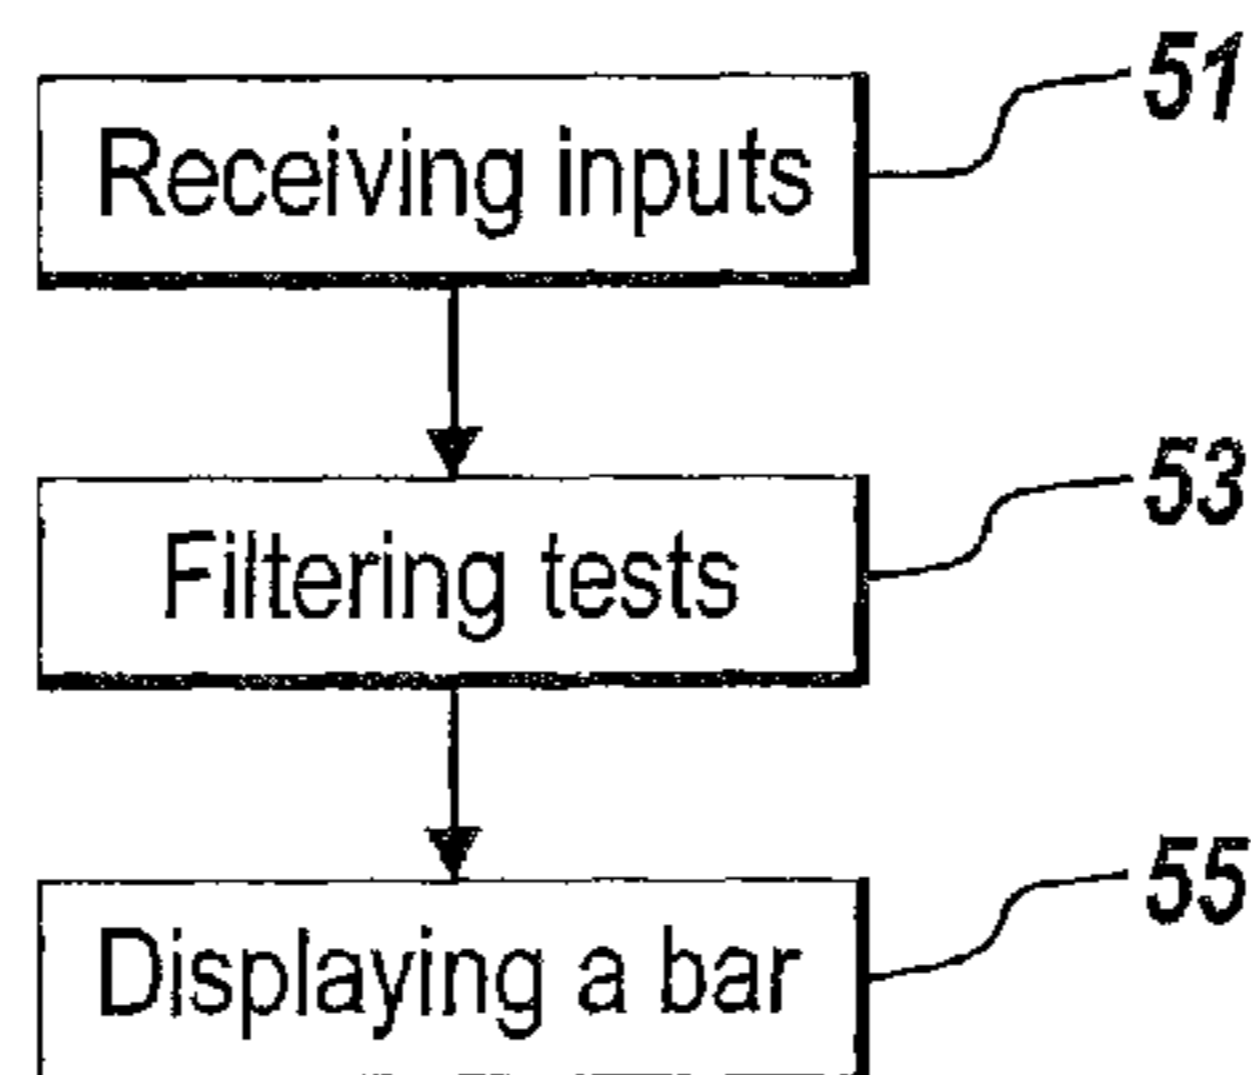 Receiving inputs
51
Filtering tests
53
Displaying a bar
55